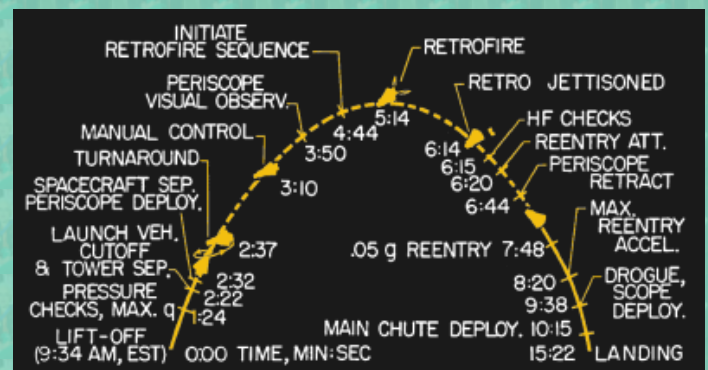 INITIATE
RETROFIRE SEQUENCE
RETROFIRE
PERISCOPE
VISUAL OBSERV.
RETRO JETTISONED
5:14
HF CHECKS
4:44
MANUAL CONTROL
3:50
6:14
REENTRY ATT.
TURNAROUND
6:15
PERISCOPE
RETRACT
SPACECRAFT SEP.
PERISCOPE DEPLOY.
3:10
6:20
6:44
MAX.
REENTRY
ACCEL.
LAUNCH VEH.
CUTOFF
& TOWER SEP.
2:37
.05 g REENTRY 7:48
2:32
8:20
DROGUE,
SCOPE
DEPLOY.
PRESSURE
CHECKS, MAX. q
2:22
9:38
1:24
MAIN CHUTE DEPLOY. 10:15
LIFT-OFF
(9:34 AM, EST) 0:00 TIME, MIN:SEC
15:22 LANDING